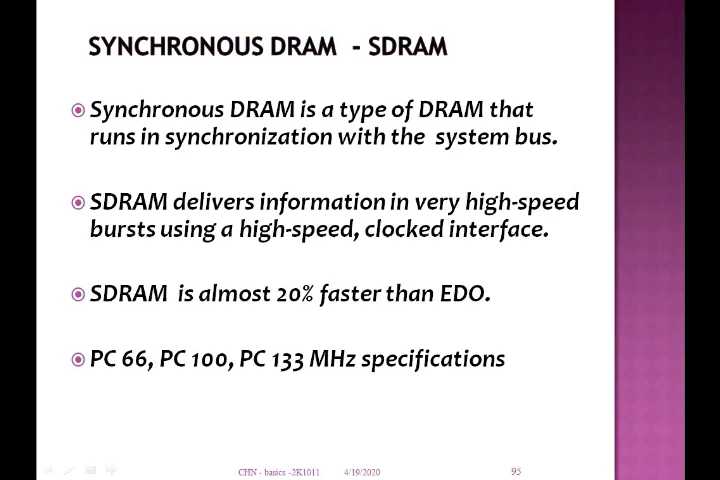 SYNCHRONOUS DRAM - SDRAM
Synchronous DRAM is a type of DRAM that
runs in synchronization with the system bus.
SDRAM delivers information in very high-speed
bursts using a high-speed, clocked interface.
SDRAM is almost 20% faster than EDO.
PC 66, PC 100, PC 133 MHz specifications
CHN - basics -2K1011 4/19/2020 95